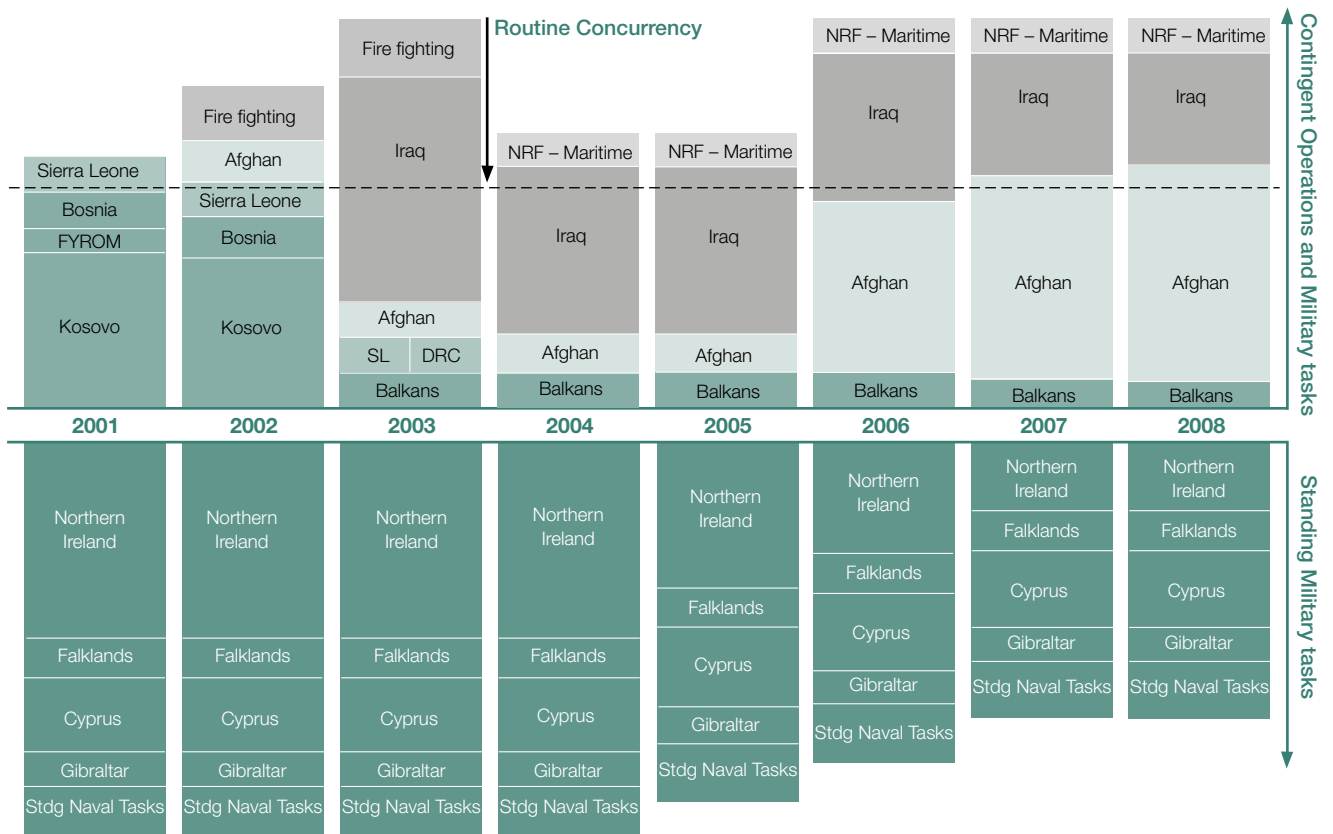 Routine Concurrency
Sierra Leone
Bosnia
FYROM
Kosovo
Fire fighting
Afghan
Sierra Leone
Bosnia
Kosovo
Fire fighting
Iraq
Afghan
SL
DRC
Balkans
NRF – Maritime
Iraq
Afghan
Balkans
NRF – Maritime
Iraq
Afghan
Balkans
NRF – Maritime
Iraq
Afghan
Balkans
NRF – Maritime
Iraq
Afghan
Balkans
NRF – Maritime
Iraq
Afghan
Balkans
Contingent Operations and Military tasks
2001
2002
2003
2004
2005
2006
2007
2008
Northern
Ireland
Falklands
Cyprus
Gibraltar
Stdg Naval Tasks
Northern
Ireland
Falklands
Cyprus
Gibraltar
Stdg Naval Tasks
Northern
Ireland
Falklands
Cyprus
Gibraltar
Stdg Naval Tasks
Northern
Ireland
Falklands
Cyprus
Gibraltar
Stdg Naval Tasks
Northern
Ireland
Falklands
Cyprus
Gibraltar
Stdg Naval Tasks
Northern
Ireland
Falklands
Cyprus
Gibraltar
Stdg Naval Tasks
Northern
Ireland
Falklands
Cyprus
Gibraltar
Stdg Naval Tasks
Northern
Ireland
Falklands
Cyprus
Gibraltar
Stdg Naval Tasks
Standing Military tasks